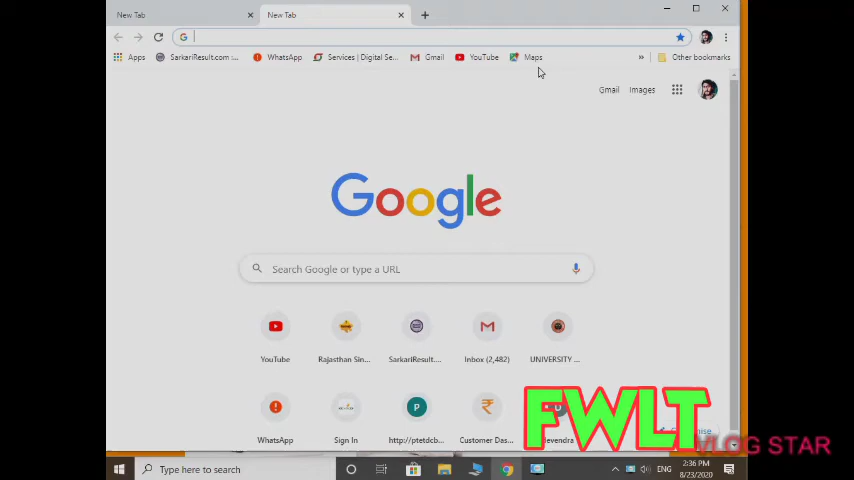 New Tab
New Tab
Apps SarkariResult.com :... WhatsApp Services | Digital Se... Gmail YouTube Maps » Other bookmarks
Gmail Images
Google
Search Google or type a URL
YouTube Rajasthan Sin... SarkariResult.... Inbox (2,482) UNIVERSITY ...
P
WhatsApp Sign In http://ptetdcb... Customer Das...
FWLT
VLOG STAR
Type here to search
ENG
2:36 PM
8/23/2020